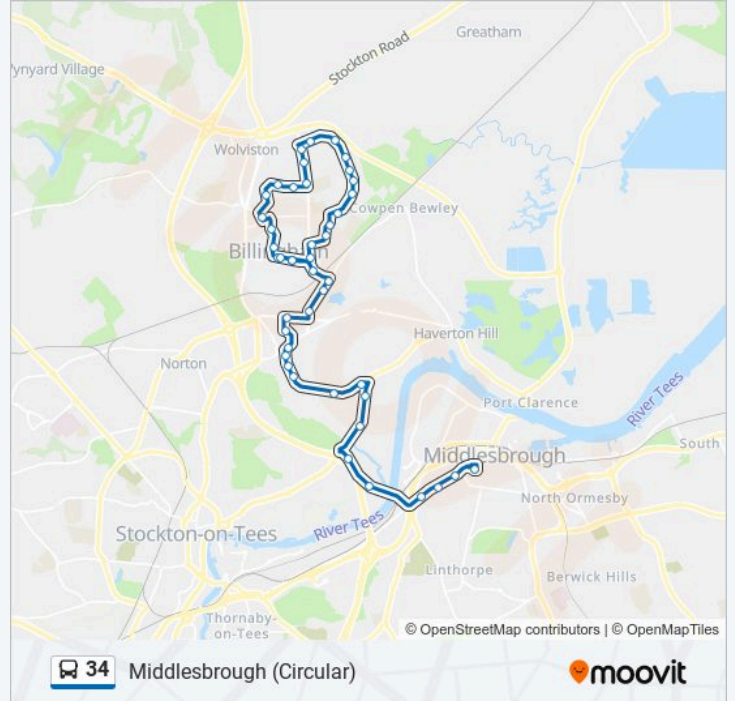 Greatham
Stockton Road
ynyard Village
Wolviston
Cowpen Bewley
Billingham
Haverton Hill
Norton
River Tees
Port Clarence
Middlesbrough
South
North Ormesby
River Tees
Stockton-on-Tees
Linthorpe
Berwick Hills
Thornaby-
on-Tees
© OpenStreetMap contributors | © OpenMapTiles
34 Middlesbrough (Circular)
moovit